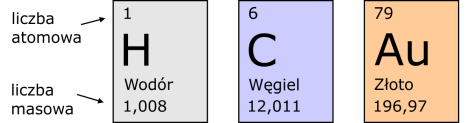 liczba
atomowa
liczba
masowa
1
H
Wodór
1,008
6
C
Węgiel
12,011
79
Au
Złoto
196,97